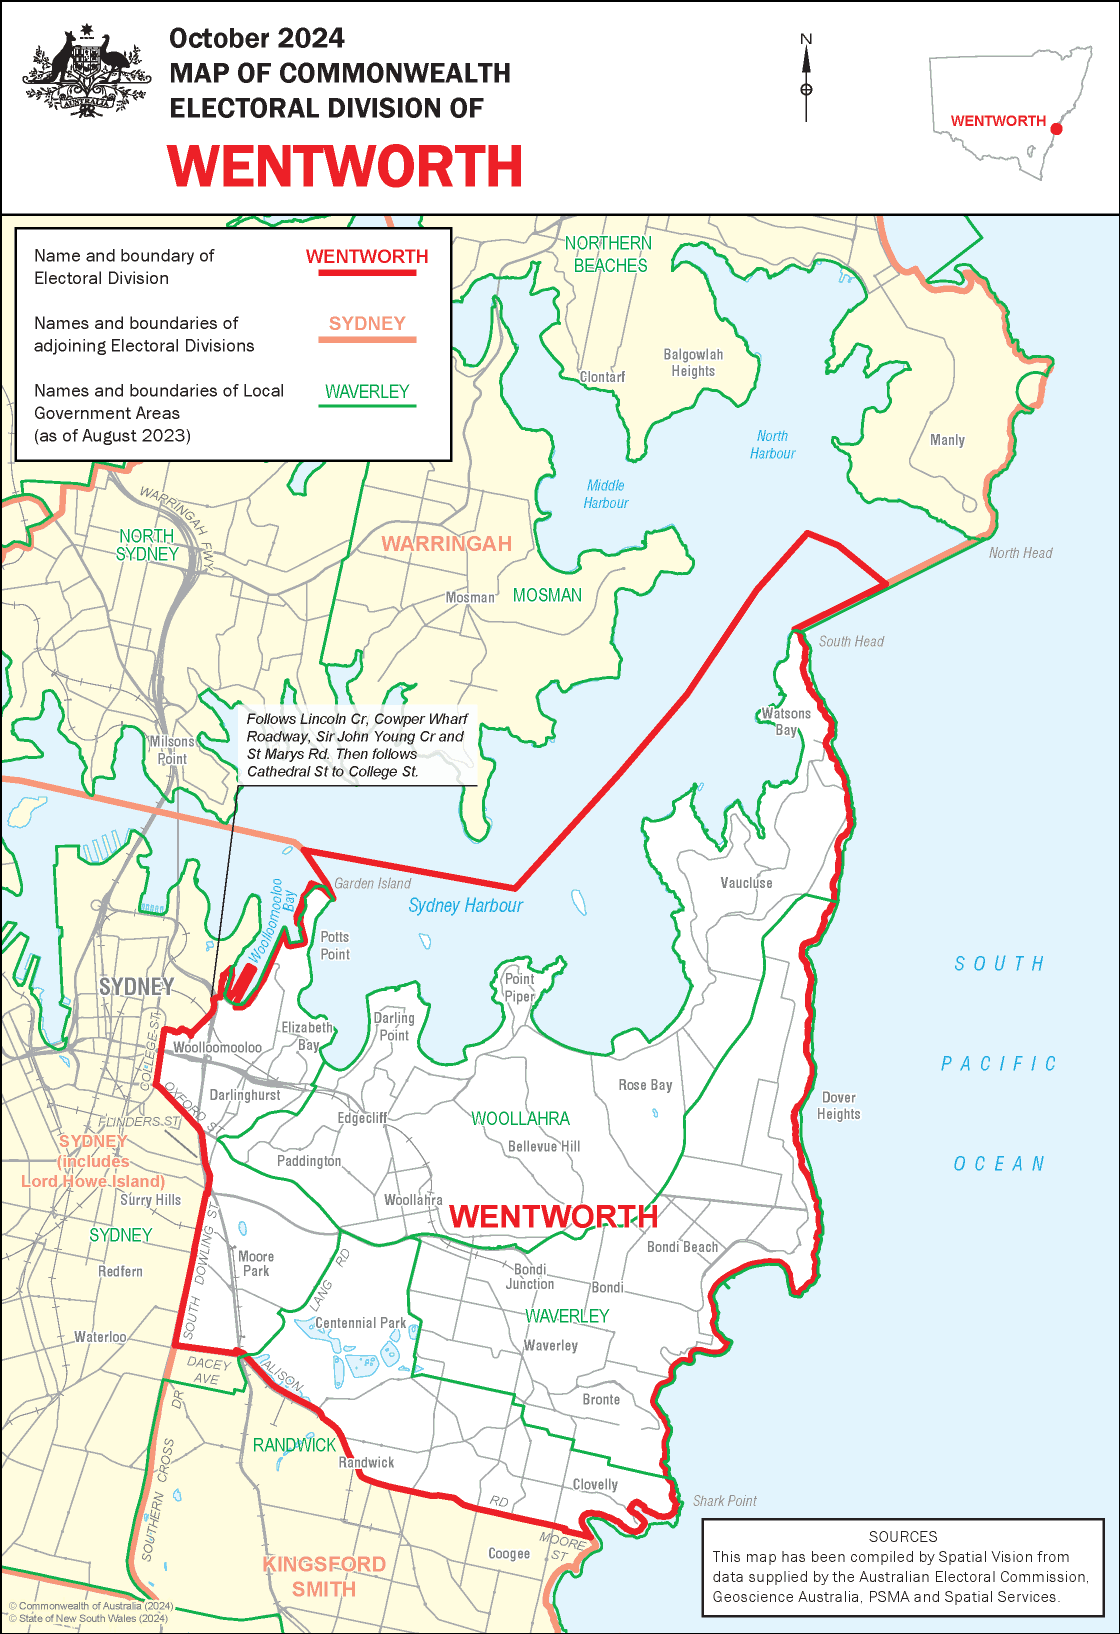 October 2024
MAP OF COMMONWEALTH
ELECTORAL DIVISION OF
WENTWORTH
AUSTRALIA
N
WENTWORTH
Name and boundary of
Electoral Division
WENTWORTH
Names and boundaries of
adjoining Electoral Divisions
SYDNEY
Names and boundaries of Local
Government Areas
(as of August 2023)
WAVERLEY
NORTHERN
BEACHES
Balgowlah
Heights
Clontarf
North
Harbour
Manly
Middle
Harbour
WARRINGAH FWY
NORTH
SYDNEY
WARRINGAH
North Head
Mosman
MOSMAN
South Head
Watsons
Bay
Follows Lincoln Cr, Cowper Wharf
Roadway, Sir John Young Cr and
St Marys Rd. Then follows
Cathedral St to College St.
Milsons
Point
Garden Island
Vaucluse
Sydney Harbour
Woolloomooloo
Bay
Potts
Point
SOUTH
PACIFIC
OCEAN
SYDNEY
Point
Piper
Darling
Point
Elizabeth
Bay
COLLEGE ST
Woolloomooloo
Rose Bay
Darlinghurst
OXFORD ST
Dover
Heights
FLINDERS ST
Edgecliff
WOOLLAHRA
Bellevue Hill
SYDNEY
(includes
Lord Howe Island)
Paddington
Surry Hills
Woollahra
WENTWORTH
SYDNEY
SOUTH DOWLING ST
Bondi Beach
Moore
Park
LANG RD
Redfern
Bondi
Junction
Bondi
Centennial Park
WAVERLEY
Waterloo
Waverley
DACEY
AVE
ALISON
Bronte
SOUTHERN CROSS DR
RANDWICK
Randwick
Clovelly
RD
Shark Point
MOORE
ST
Coogee
KINGSFORD
SMITH
SOURCES
This map has been compiled by Spatial Vision from
data supplied by the Australian Electoral Commission,
Geoscience Australia, PSMA and Spatial Services.
© Commonwealth of Australia (2024)
© State of New South Wales (2024)